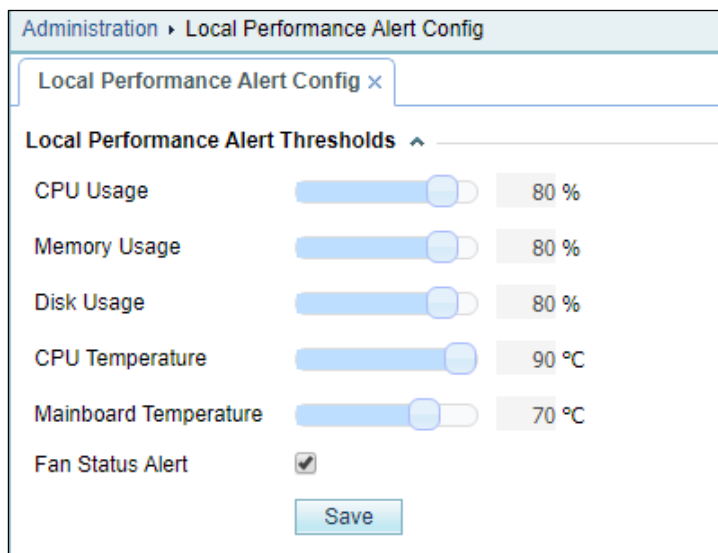 Administration ▸ Local Performance Alert Config
Local Performance Alert Config ×
Local Performance Alert Thresholds
CPU Usage 80 %
Memory Usage 80 %
Disk Usage 80 %
CPU Temperature 90 °C
Mainboard Temperature 70 °C
Fan Status Alert
Save